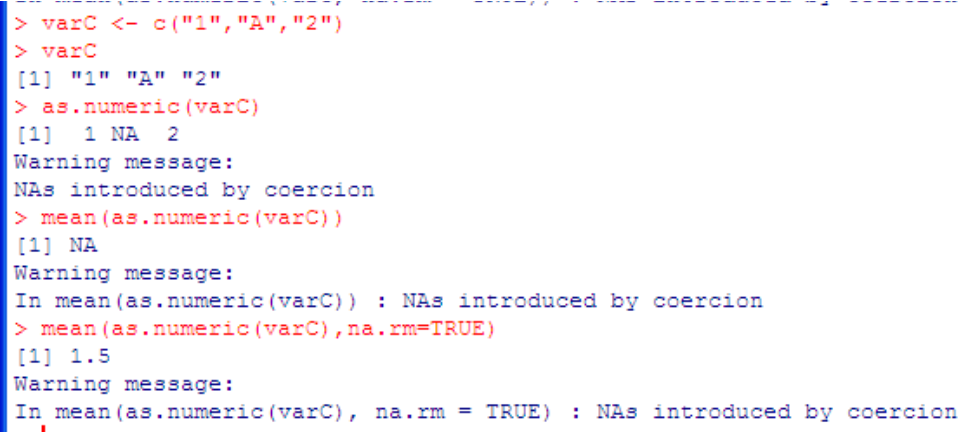 > varC <- c("1","A","2")
> varC
[1] "1" "A" "2"
> as.numeric(varC)
[1]  1 NA  2
Warning message:
NAs introduced by coercion
> mean(as.numeric(varC))
[1] NA
Warning message:
In mean(as.numeric(varC)) : NAs introduced by coercion
> mean(as.numeric(varC),na.rm=TRUE)
[1] 1.5
Warning message:
In mean(as.numeric(varC), na.rm = TRUE) : NAs introduced by coercion